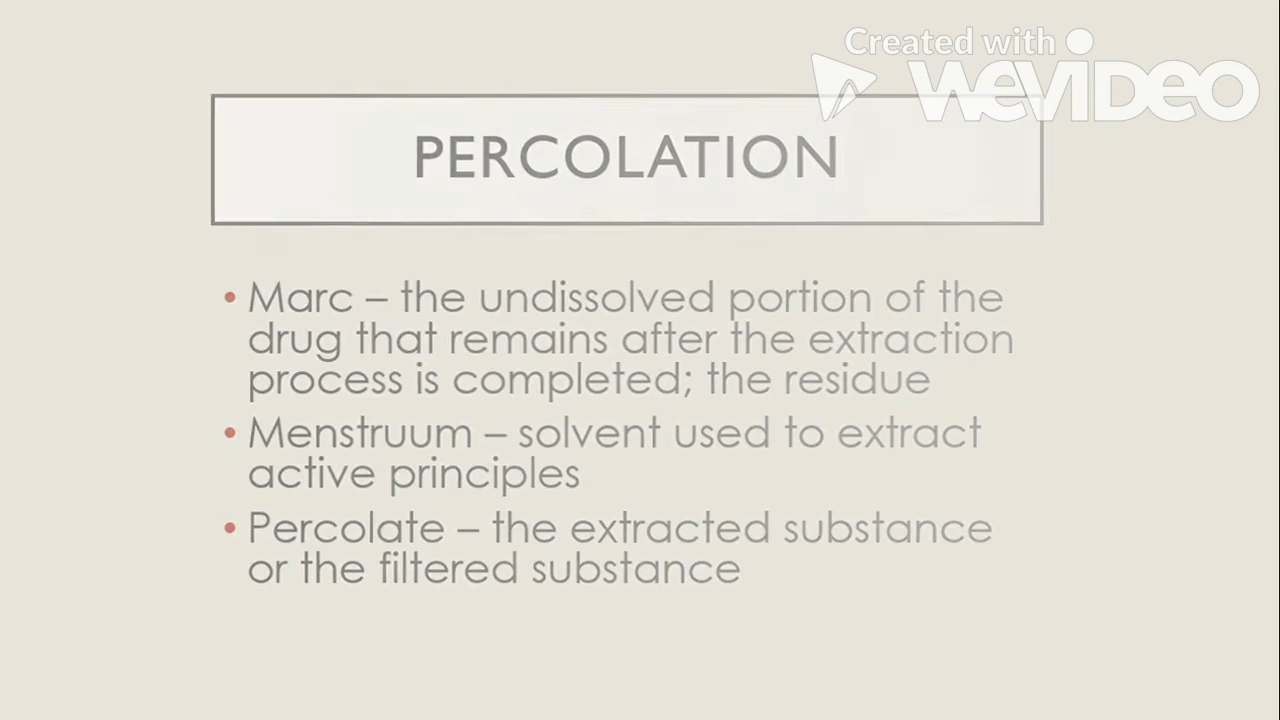 Created with
WEVIDEO
PERCOLATION
• Marc – the undissolved portion of the
drug that remains after the extraction
process is completed; the residue
• Menstruum – solvent used to extract
active principles
• Percolate – the extracted substance
or the filtered substance